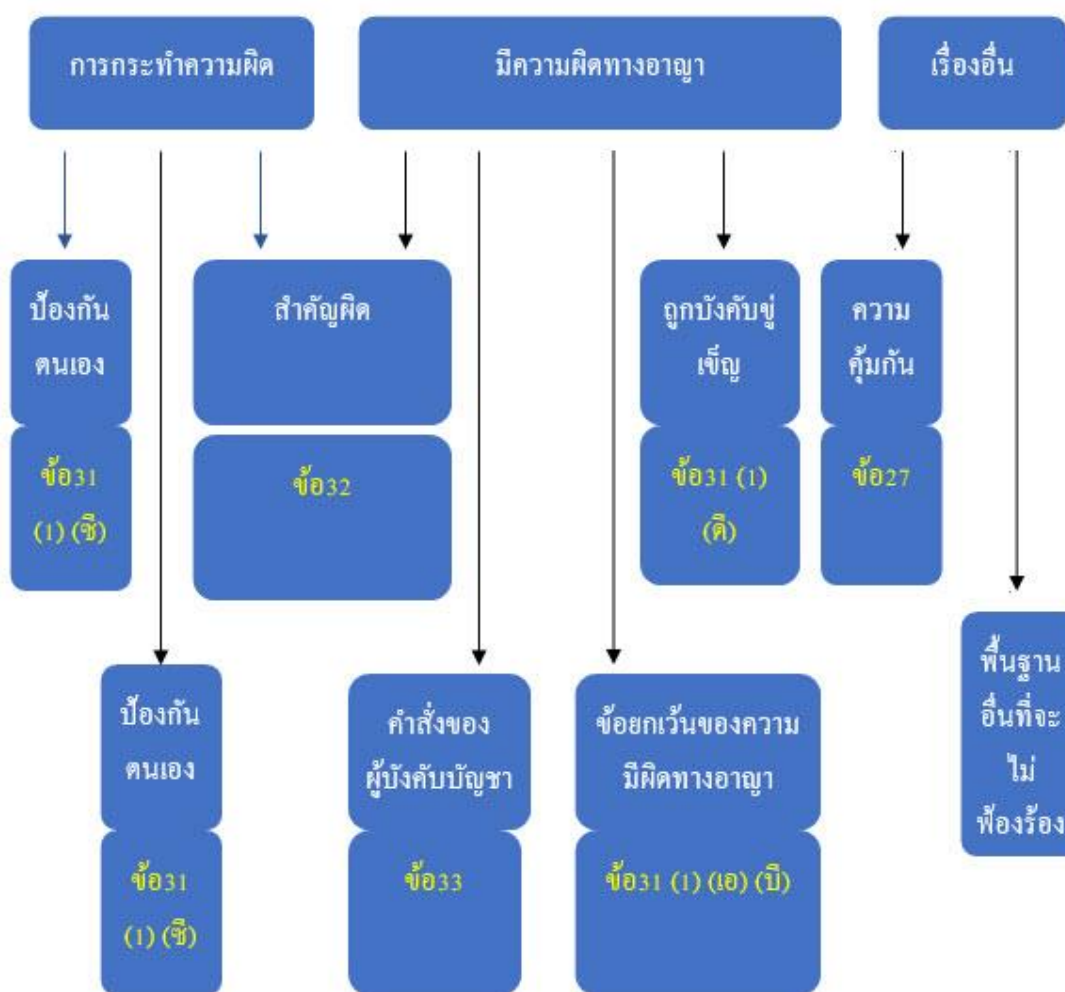 การกระทำความผิด
มีความผิดทางอาญา
เรื่องอื่น
ป้องกัน
ตนเอง
ข้อ31
(1) (ซี)
สำคัญผิด
ข้อ32
ถูกบังคับขู่
เข็ญ
ข้อ31 (1)
(ดี)
ความ
คุ้มกัน
ข้อ27
ป้องกัน
ตนเอง
ข้อ31
(1) (ซี)
คำสั่งของ
ผู้บังคับบัญชา
ข้อ33
ข้อยกเว้นของความ
มีผิดทางอาญา
ข้อ31 (1) (เอ) (บี)
พื้นฐาน
อื่นที่จะ
ไม่
ฟ้องร้อง